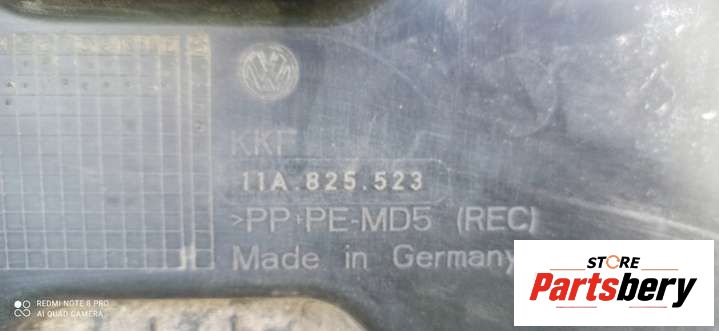 KKF
11A.825.523
>PP+PE-MD5 (REC)
Made in Germany
STORE
Partsbery
REDMI NOTE 8 PRO
AI QUAD CAMERA